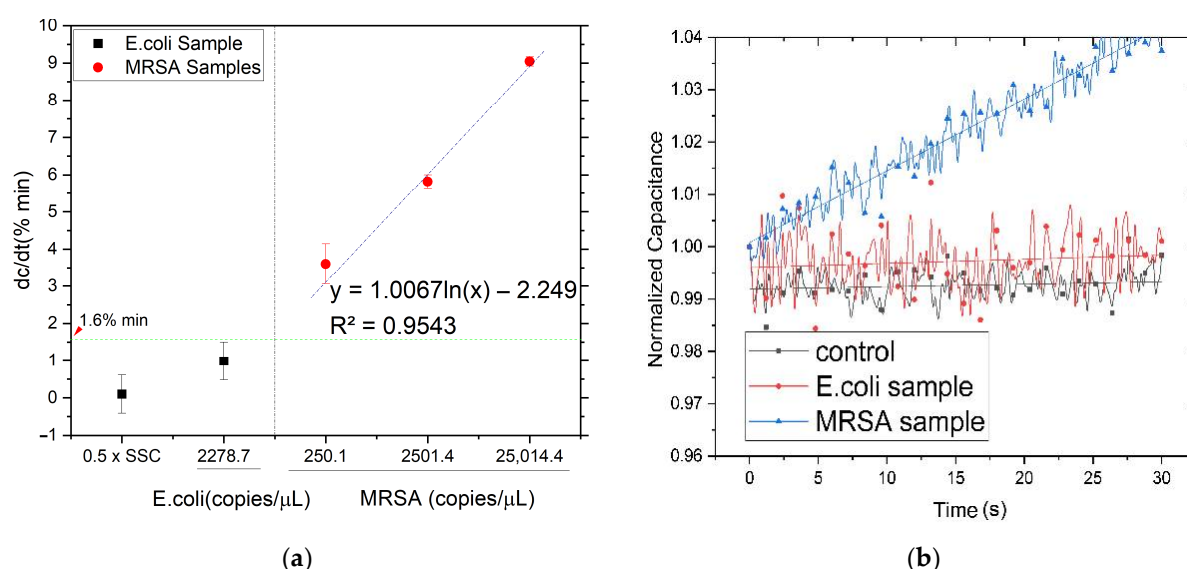 10
9
8
7
6
5
4
3
2
1
0
−1
dc/dt(% min)
E.coli Sample
MRSA Samples
1.6% min
y = 1.0067ln(x) − 2.249
R² = 0.9543
0.5 x SSC 2278.7 250.1 2501.4 25,014.4
E.coli(copies/μL) MRSA (copies/μL)
(a)
1.04
1.03
1.02
1.01
1.00
0.99
0.98
0.97
0.96
Normalized Capacitance
control
E.coli sample
MRSA sample
0 5 10 15 20 25 30
Time (s)
(b)